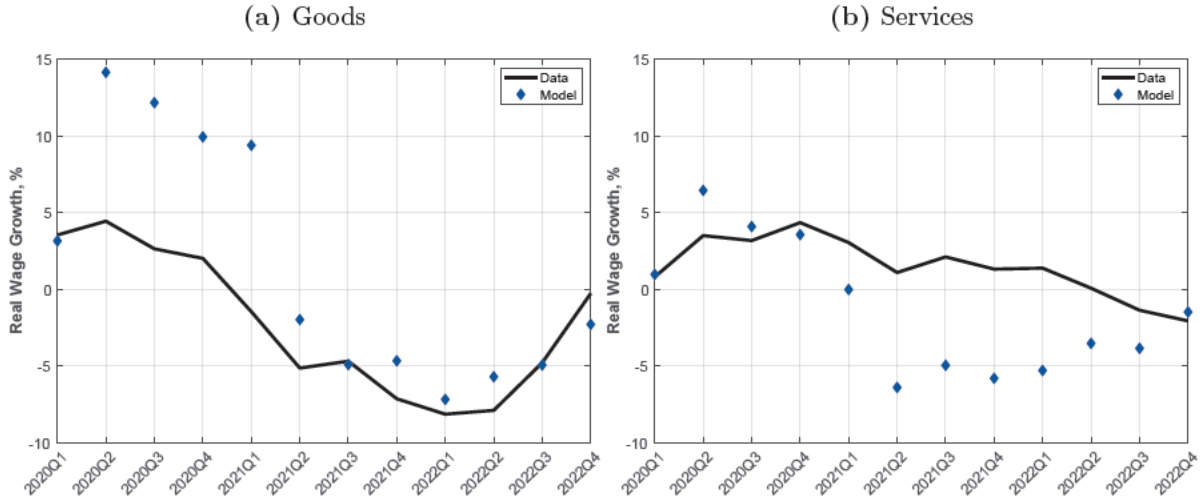 (a) Goods
Real Wage Growth, %
15
10
5
0
-5
-10
Data
Model
2020Q1
2020Q2
2020Q3
2020Q4
2021Q1
2021Q2
2021Q3
2021Q4
2022Q1
2022Q2
2022Q3
2022Q4
(b) Services
Real Wage Growth, %
15
10
5
0
-5
-10
Data
Model
2020Q1
2020Q2
2020Q3
2020Q4
2021Q1
2021Q2
2021Q3
2021Q4
2022Q1
2022Q2
2022Q3
2022Q4